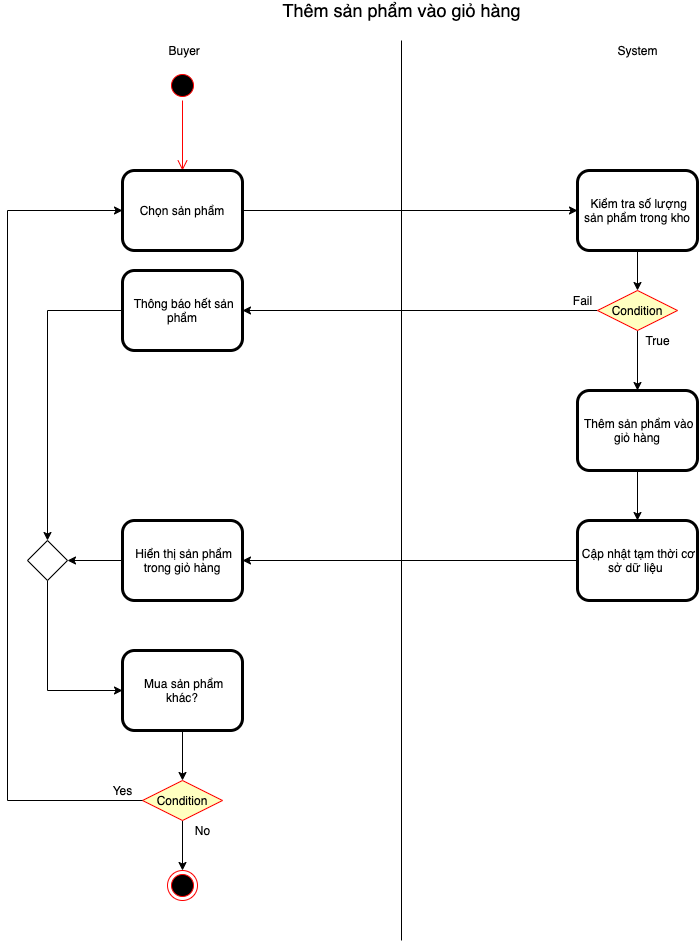 Thêm sản phẩm vào giỏ hàng
Buyer
System
Chọn sản phẩm
Kiểm tra số lượng
sản phẩm trong kho
Thông báo hết sản
phẩm
Fail
Condition
True
Thêm sản phẩm vào
giỏ hàng
Hiển thị sản phẩm
trong giỏ hàng
Cập nhật tạm thời cơ
sở dữ liệu
Mua sản phẩm
khác?
Yes
Condition
No